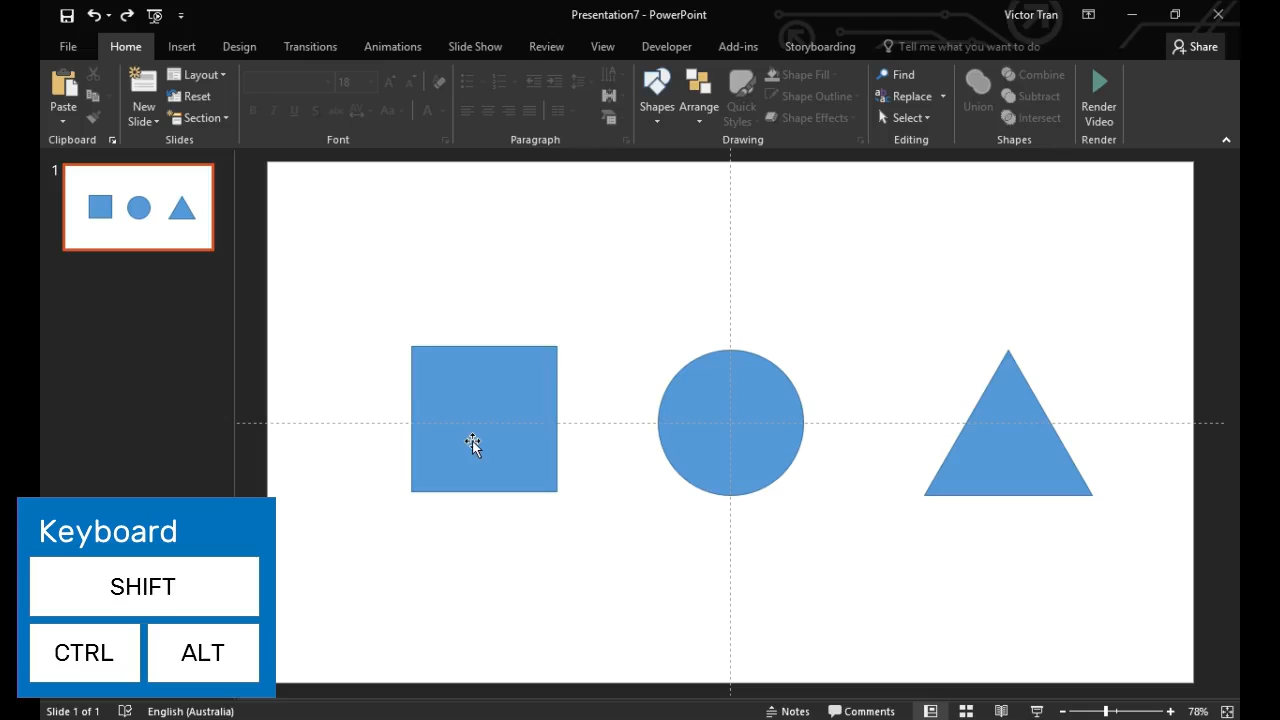 Presentation7 - PowerPoint
Victor Tran
File Home Insert Design Transitions Animations Slide Show Review View Developer Add-ins Storyboarding Tell me what you want to do Share
Paste
New Slide
Layout
Reset
Section
18
Shapes
Arrange
Quick Styles
Shape Fill
Shape Outline
Shape Effects
Find
Replace
Select
Union
Combine
Subtract
Intersect
Render Video
Clipboard Slides Font Paragraph Drawing Editing Shapes Render
1
Keyboard
SHIFT
CTRL ALT
Slide 1 of 1 English (Australia) Notes Comments 78%